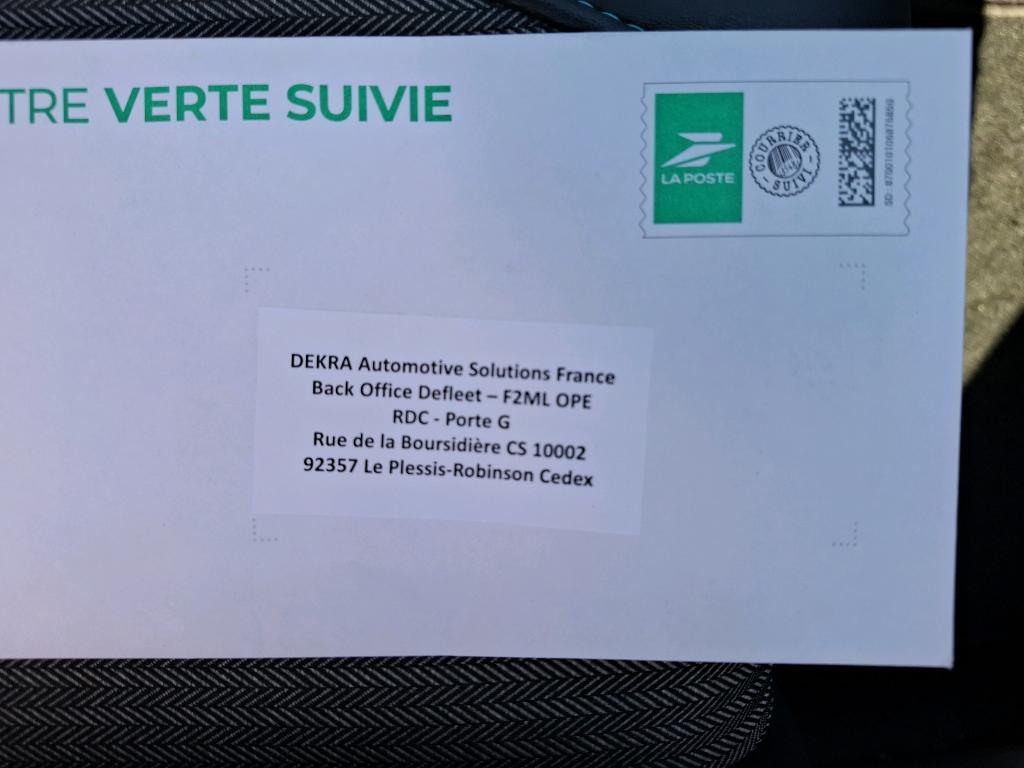 TRE VERTE SUIVIE
LA POSTE
COURRIER
SUIVI
DEKRA Automotive Solutions France
Back Office Defleet – F2ML OPE
RDC - Porte G
Rue de la Boursidière CS 10002
92357 Le Plessis-Robinson Cedex